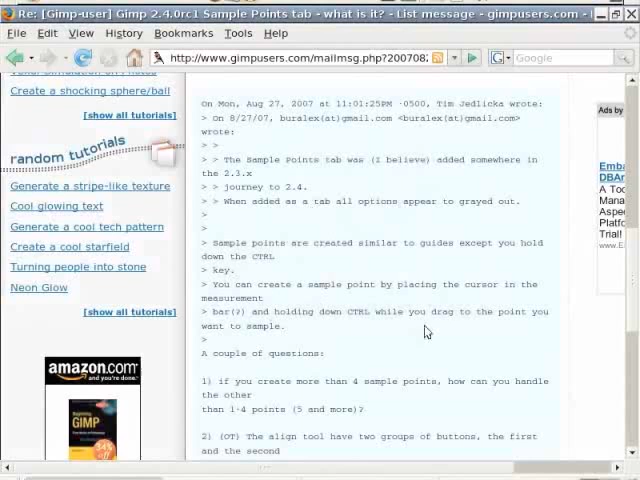 Re: [Gimp-user] Gimp 2.4.0rc1 Sample Points tab - what is it? - List message - gimpusers.com -
File Edit View History Bookmarks Tools Help
http://www.gimpusers.com/mailmsg.php?200708 Google
Create a shocking sphere/ball
[show all tutorials]
random tutorials
Generate a stripe-like texture
Cool glowing text
Generate a cool tech pattern
Create a cool starfield
Turning people into stone
Neon Glow
[show all tutorials]
amazon.com
and you're done.
Beginning
GIMP
34%
off
On Mon, Aug 27, 2007 at 11:01:25PM -0500, Tim Jedlicka wrote:
> On 8/27/07, buralex(at)gmail.com <buralex(at)gmail.com>
wrote:
> >
> > The Sample Points tab was (I believe) added somewhere in
the 2.3.x
> > journey to 2.4.
> > When added as a tab all options appear to grayed out.
>
>
> Sample points are created similar to guides except you hold
down the CTRL
> key.
> You can create a sample point by placing the cursor in the
measurement
> bar(?) and holding down CTRL while you drag to the point you
want to sample.
>
A couple of questions:
1) if you create more than 4 sample points, how can you handle
the other
than 1-4 points (5 and more)?
2) (OT) The align tool have two groups of buttons, the first
and the second
Ads by
Emba
DBAr
A Too
Mana
Aspec
Platfo
Trial!
www.E